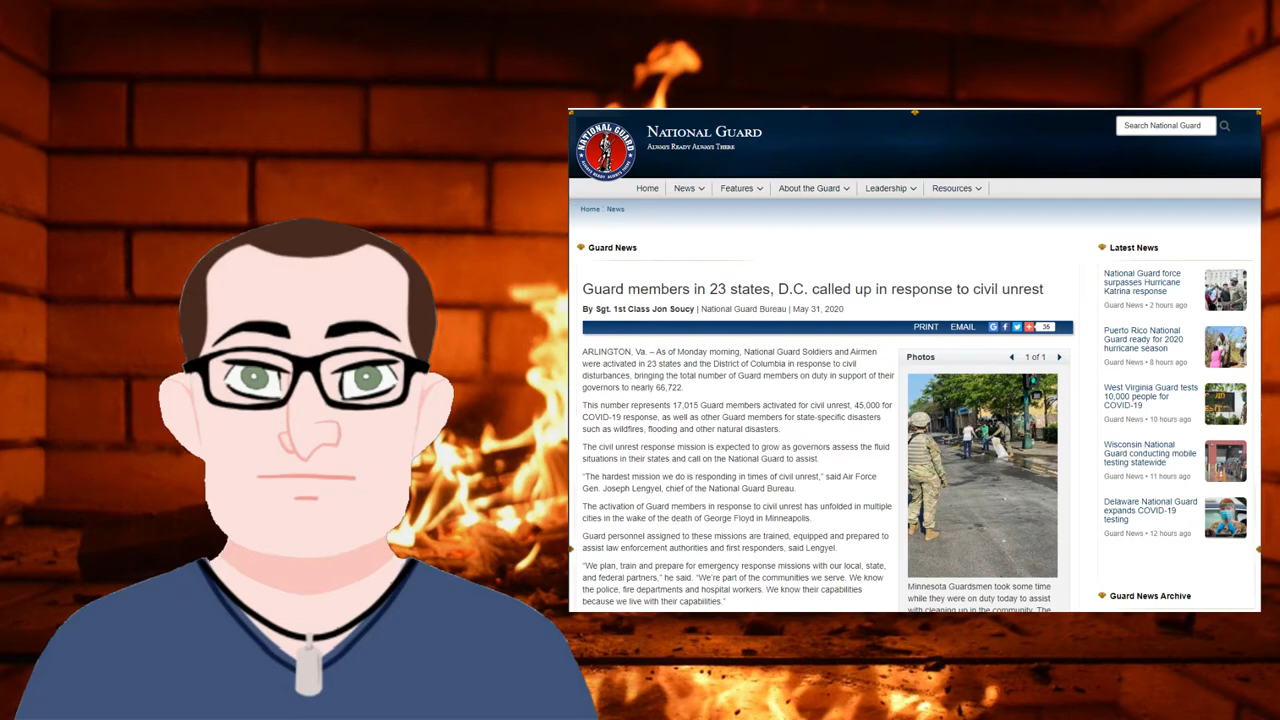 NATIONAL GUARD
ALWAYS READY ALWAYS THERE
NATIONAL GUARD
ALWAYS READY ALWAYS THERE
Search National Guard
Home
News
Features
About the Guard
Leadership
Resources
Home : News
Guard News
Guard members in 23 states, D.C. called up in response to civil unrest
By Sgt. 1st Class Jon Soucy | National Guard Bureau | May 31, 2020
PRINT EMAIL 36
ARLINGTON, Va. – As of Monday morning, National Guard Soldiers and Airmen
were activated in 23 states and the District of Columbia in response to civil
disturbances, bringing the total number of Guard members on duty in support of their
governors to nearly 66,722.
This number represents 17,015 Guard members activated for civil unrest, 45,000 for
COVID-19 response, as well as other Guard members for state-specific disasters
such as wildfires, flooding and other natural disasters.
The civil unrest response mission is expected to grow as governors assess the fluid
situations in their states and call on the National Guard to assist.
“The hardest mission we do is responding in times of civil unrest,” said Air Force
Gen. Joseph Lengyel, chief of the National Guard Bureau.
The activation of Guard members in response to civil unrest has unfolded in multiple
cities in the wake of the death of George Floyd in Minneapolis.
Guard personnel assigned to these missions are trained, equipped and prepared to
assist law enforcement authorities and first responders, said Lengyel.
“We plan, train and prepare for emergency response missions with our local, state,
and federal partners,” he said. “We’re part of the communities we serve. We know
the police, fire departments and hospital workers. We know their capabilities
because we live with their capabilities.”
Photos
1 of 1
Minnesota Guardsmen took some time
while they were on duty today to assist
with cleaning up in the community. The
Latest News
National Guard force
surpasses Hurricane
Katrina response
Guard News • 2 hours ago
Puerto Rico National
Guard ready for 2020
hurricane season
Guard News • 8 hours ago
West Virginia Guard tests
10,000 people for
COVID-19
Guard News • 10 hours ago
Wisconsin National
Guard conducting mobile
testing statewide
Guard News • 11 hours ago
Delaware National Guard
expands COVID-19
testing
Guard News • 12 hours ago
Guard News Archive